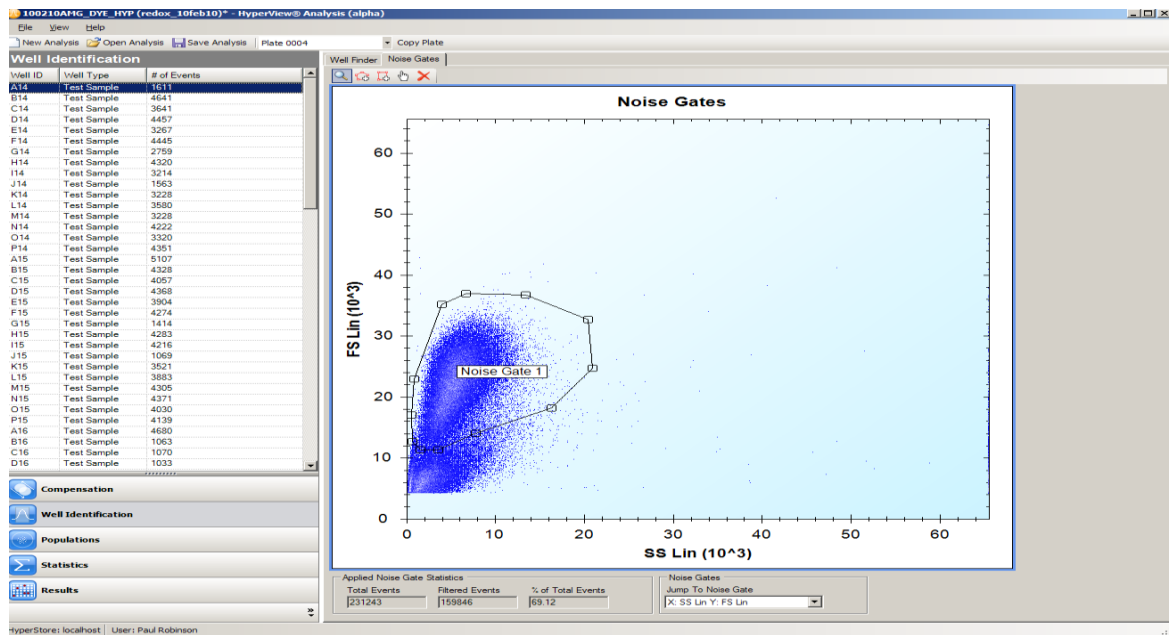 100210AMG_DYE_HYP (redox_10feb10)* - HyperView® Analysis (alpha)
File View Help
New Analysis Open Analysis Save Analysis Plate 0004 Copy Plate
Well Identification
Well ID Well Type # of Events
A14 Test Sample 1611
B14 Test Sample 4641
C14 Test Sample 3641
D14 Test Sample 4457
E14 Test Sample 3267
F14 Test Sample 4445
G14 Test Sample 2759
H14 Test Sample 4320
I14 Test Sample 3214
J14 Test Sample 1563
K14 Test Sample 3228
L14 Test Sample 3580
M14 Test Sample 3228
N14 Test Sample 4222
O14 Test Sample 3320
P14 Test Sample 4351
A15 Test Sample 5107
B15 Test Sample 4328
C15 Test Sample 4057
D15 Test Sample 4368
E15 Test Sample 3904
F15 Test Sample 4274
G15 Test Sample 1414
H15 Test Sample 4283
I15 Test Sample 4216
J15 Test Sample 1069
K15 Test Sample 3521
L15 Test Sample 3883
M15 Test Sample 4305
N15 Test Sample 4371
O15 Test Sample 4030
P15 Test Sample 4139
A16 Test Sample 4680
B16 Test Sample 1063
C16 Test Sample 1070
D16 Test Sample 1033
Compensation
Well Identification
Populations
Statistics
Results
Well Finder Noise Gates
Noise Gates
60
50
40
30
20
10
0
FS Lin (10^3)
Noise Gate 1
0 10 20 30 40 50 60
SS Lin (10^3)
Applied Noise Gate Statistics
Total Events Filtered Events % of Total Events
231243 159846 69.12
Noise Gates
Jump To Noise Gate
X: SS Lin Y: FS Lin
HyperStore: localhost User: Paul Robinson